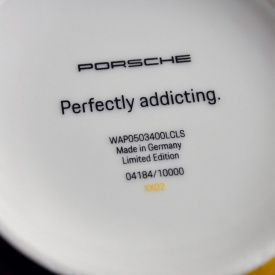 PORSCHE
Perfectly addicting.
WAP0503400LCLS
Made in Germany
Limited Edition
04184/10000